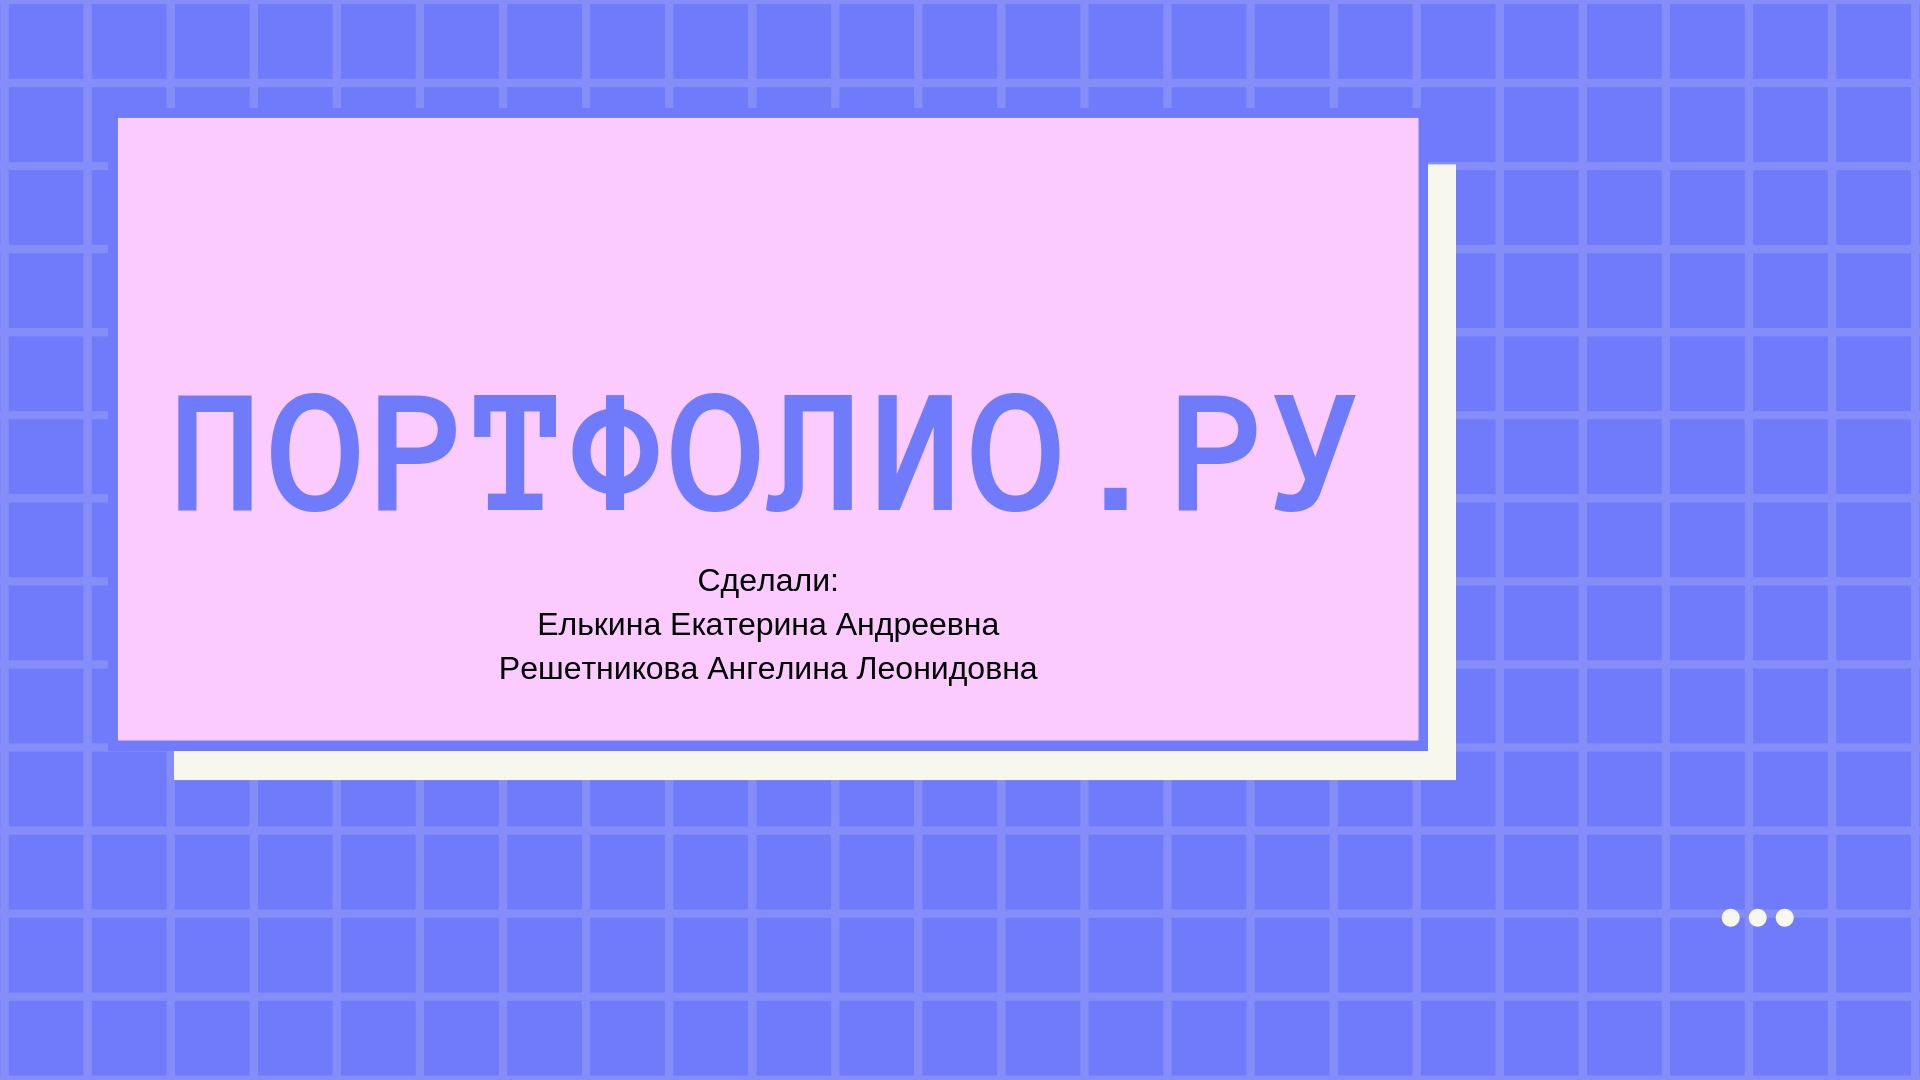 ПОРТФОЛИО.РУ
Сделали:
Елькина Екатерина Андреевна
Решетникова Ангелина Леонидовна